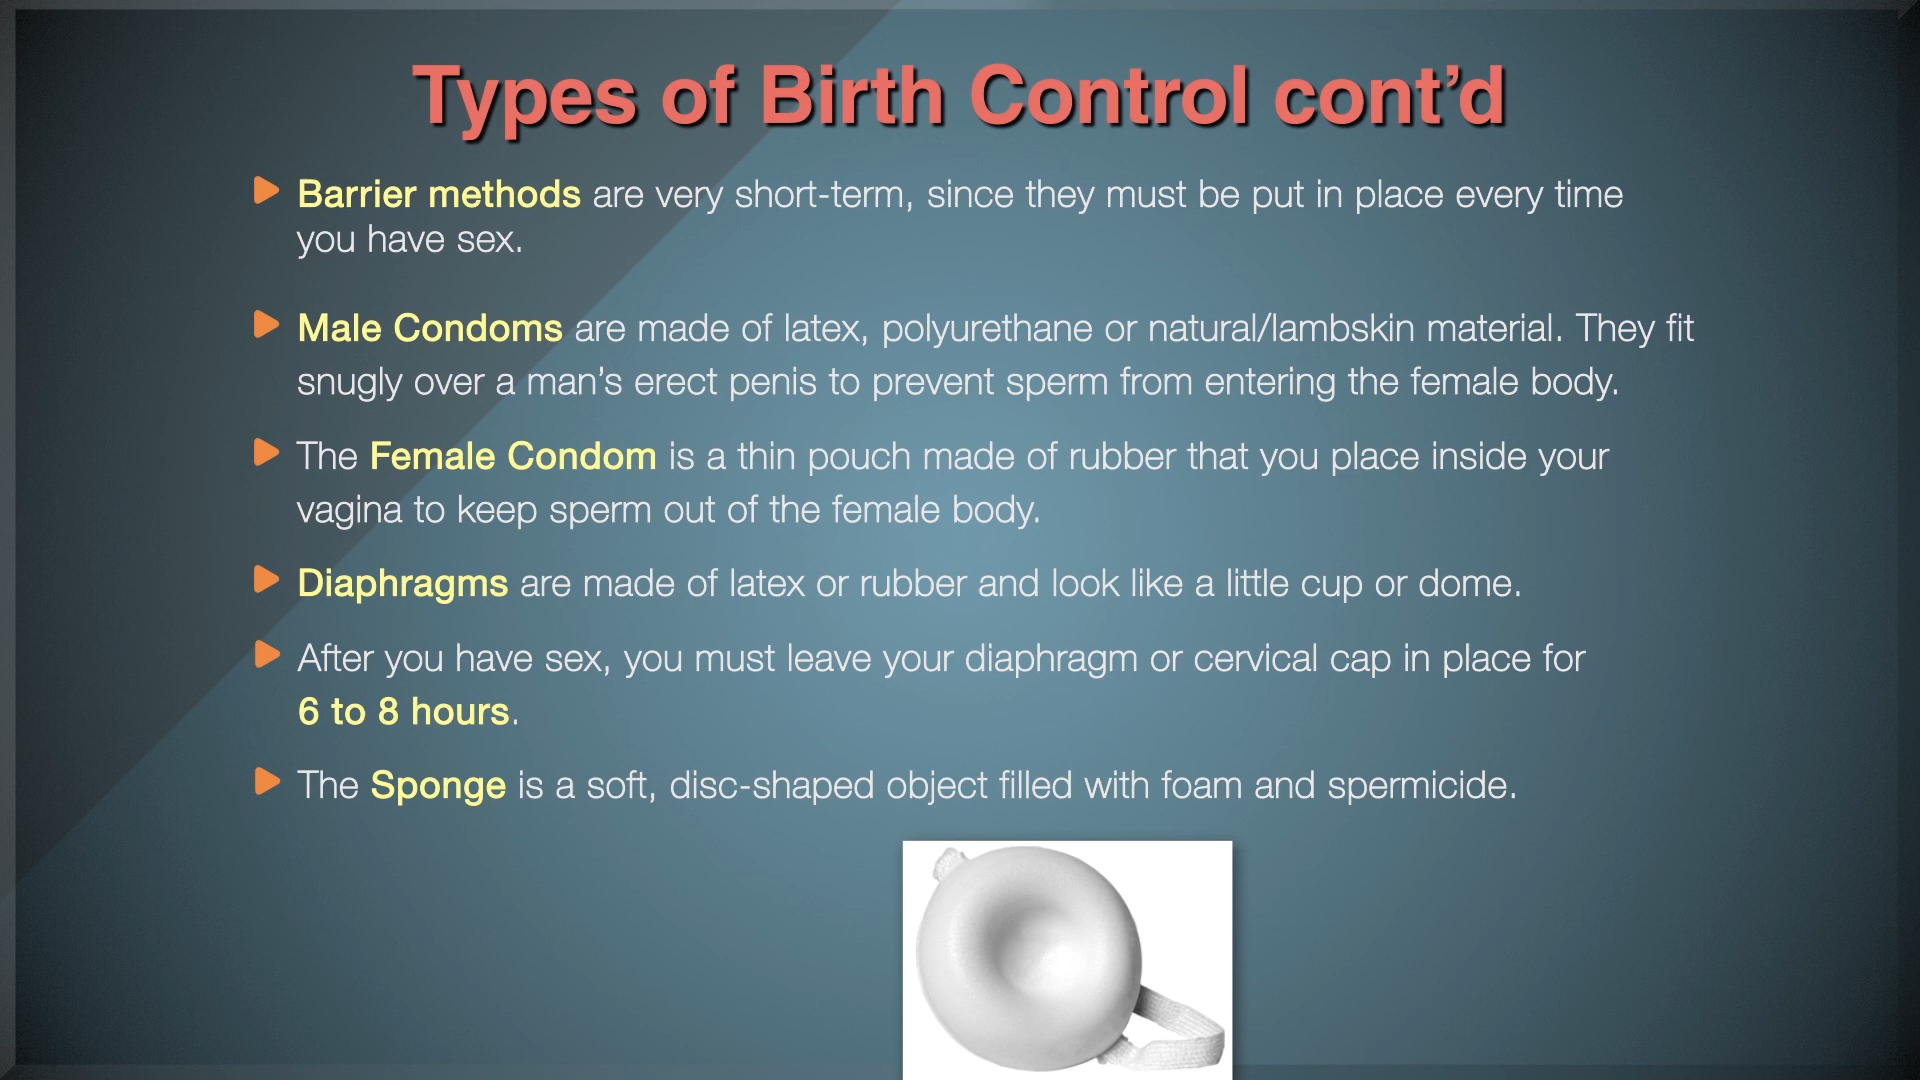 Types of Birth Control cont’d
Barrier methods are very short-term, since they must be put in place every time
you have sex.
Male Condoms are made of latex, polyurethane or natural/lambskin material. They fit
snugly over a man’s erect penis to prevent sperm from entering the female body.
The Female Condom is a thin pouch made of rubber that you place inside your
vagina to keep sperm out of the female body.
Diaphragms are made of latex or rubber and look like a little cup or dome.
After you have sex, you must leave your diaphragm or cervical cap in place for
6 to 8 hours.
The Sponge is a soft, disc-shaped object filled with foam and spermicide.